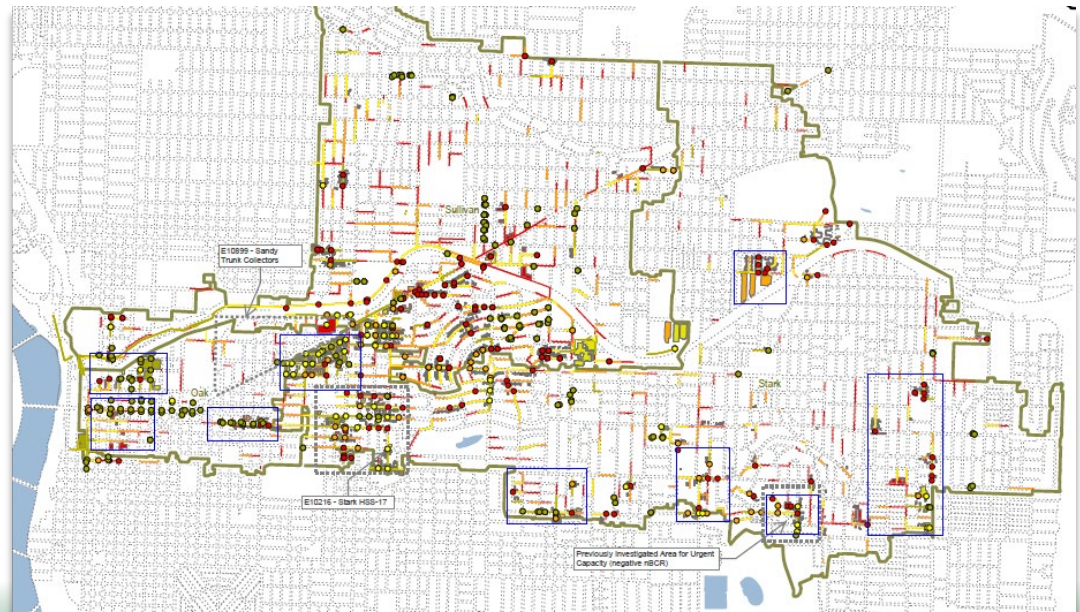 Sullivan
E10899 - Sandy
Trunk Collectors
Stark
Oak
E10216 - Stark HSS-17
Previously Investigated Area for Urgent
Capacity (negative nBCR)